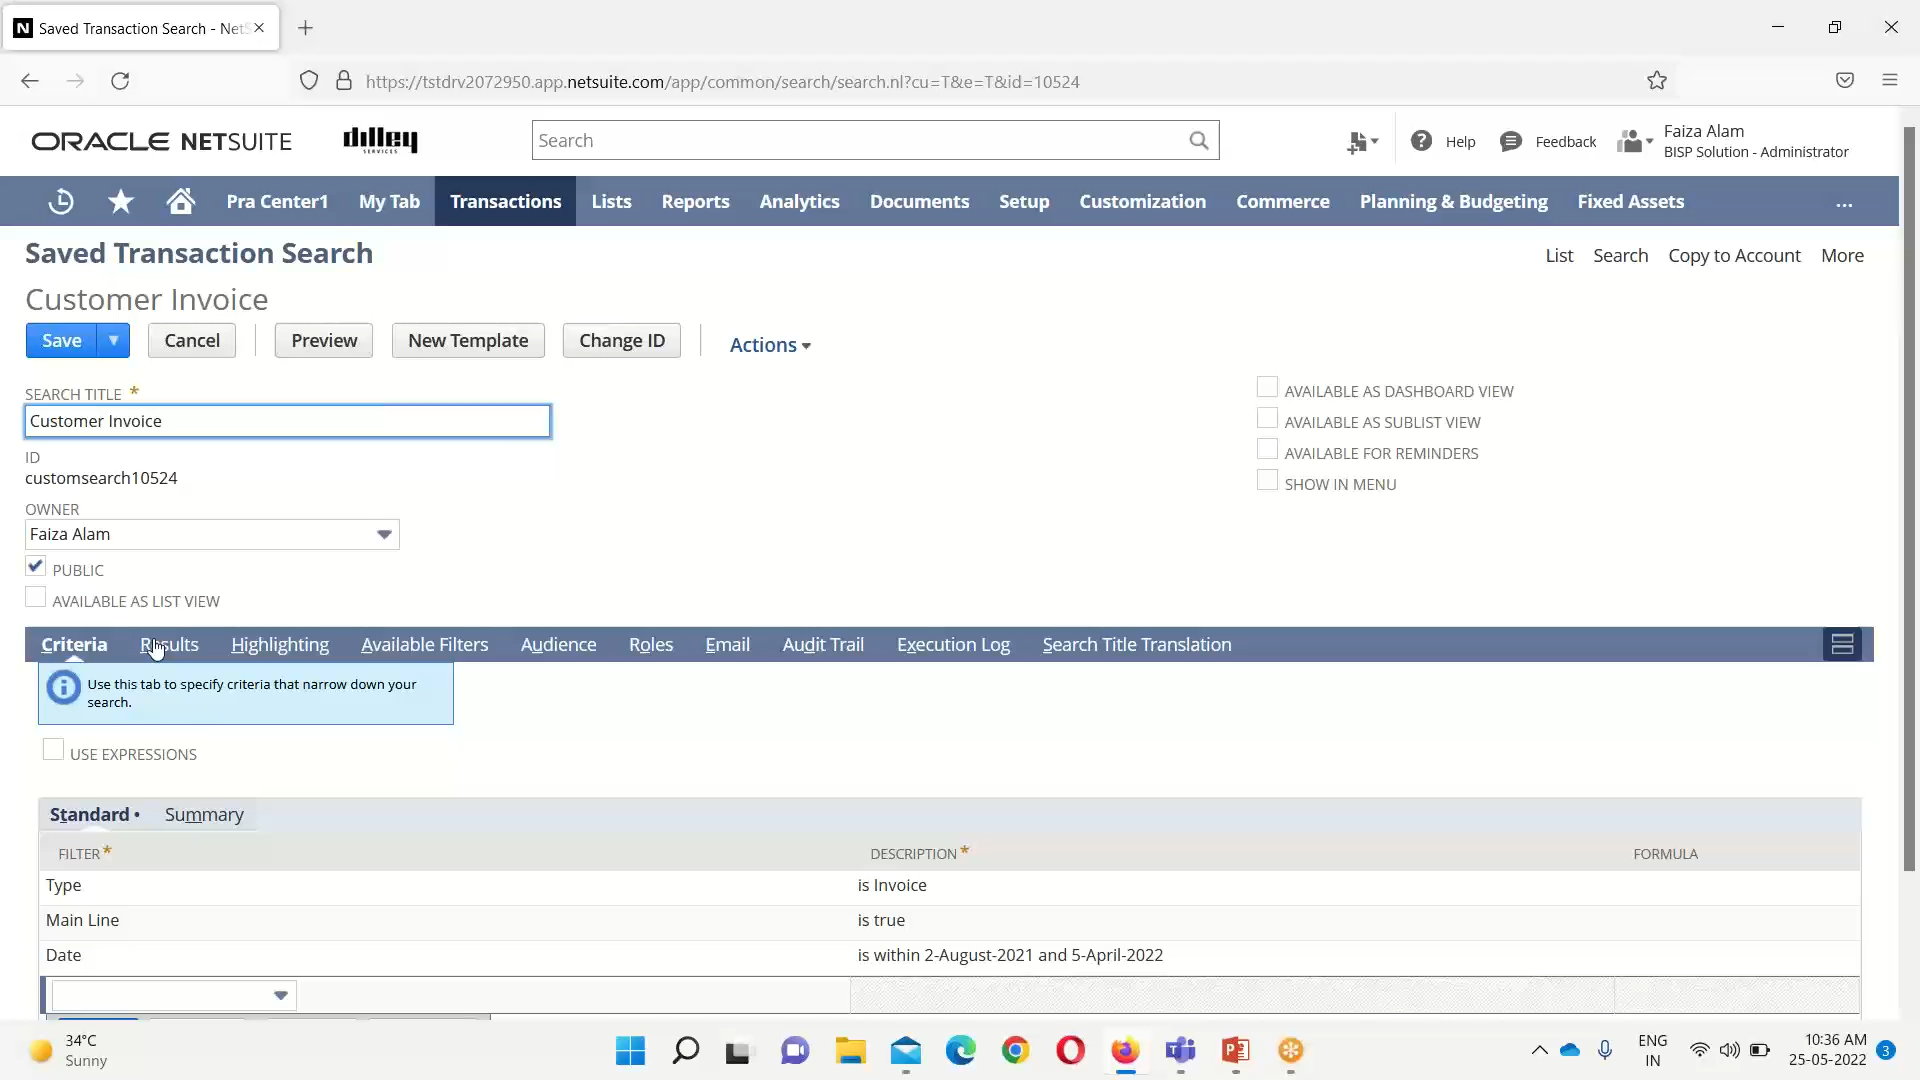 Saved Transaction Search - NetS
https://tstdrv2072950.app.netsuite.com/app/common/search/search.nl?cu=T&e=T&id=10524
ORACLE NETSUITE
dilley
SERVICES
Search
Help
Feedback
Faiza Alam
BISP Solution - Administrator
Pra Center1 My Tab Transactions Lists Reports Analytics Documents Setup Customization Commerce Planning & Budgeting Fixed Assets ...
Saved Transaction Search
List Search Copy to Account More
Customer Invoice
Save Cancel Preview New Template Change ID Actions
SEARCH TITLE *
Customer Invoice
ID
customsearch10524
OWNER
Faiza Alam
PUBLIC
AVAILABLE AS LIST VIEW
AVAILABLE AS DASHBOARD VIEW
AVAILABLE AS SUBLIST VIEW
AVAILABLE FOR REMINDERS
SHOW IN MENU
Criteria Results Highlighting Available Filters Audience Roles Email Audit Trail Execution Log Search Title Translation
Use this tab to specify criteria that narrow down your
search.
USE EXPRESSIONS
Standard • Summary
FILTER * DESCRIPTION * FORMULA
Type is Invoice
Main Line is true
Date is within 2-August-2021 and 5-April-2022
34°C
Sunny
ENG
IN
10:36 AM
25-05-2022
3